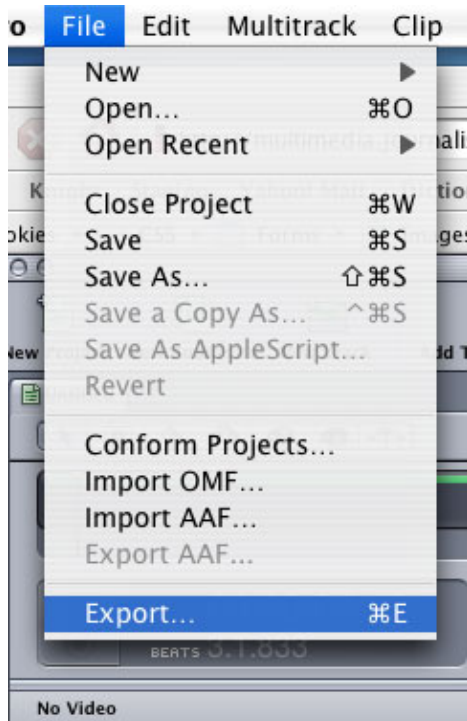 File Edit Multitrack Clip
New
Open... ⌘O
Open Recent
Close Project ⌘W
Save ⌘S
Save As... ⇧⌘S
Save a Copy As... ^⌘S
Save As AppleScript...
Revert
Conform Projects...
Import OMF...
Import AAF...
Export AAF...
Export... ⌘E
BEATS 3.1.833
No Video